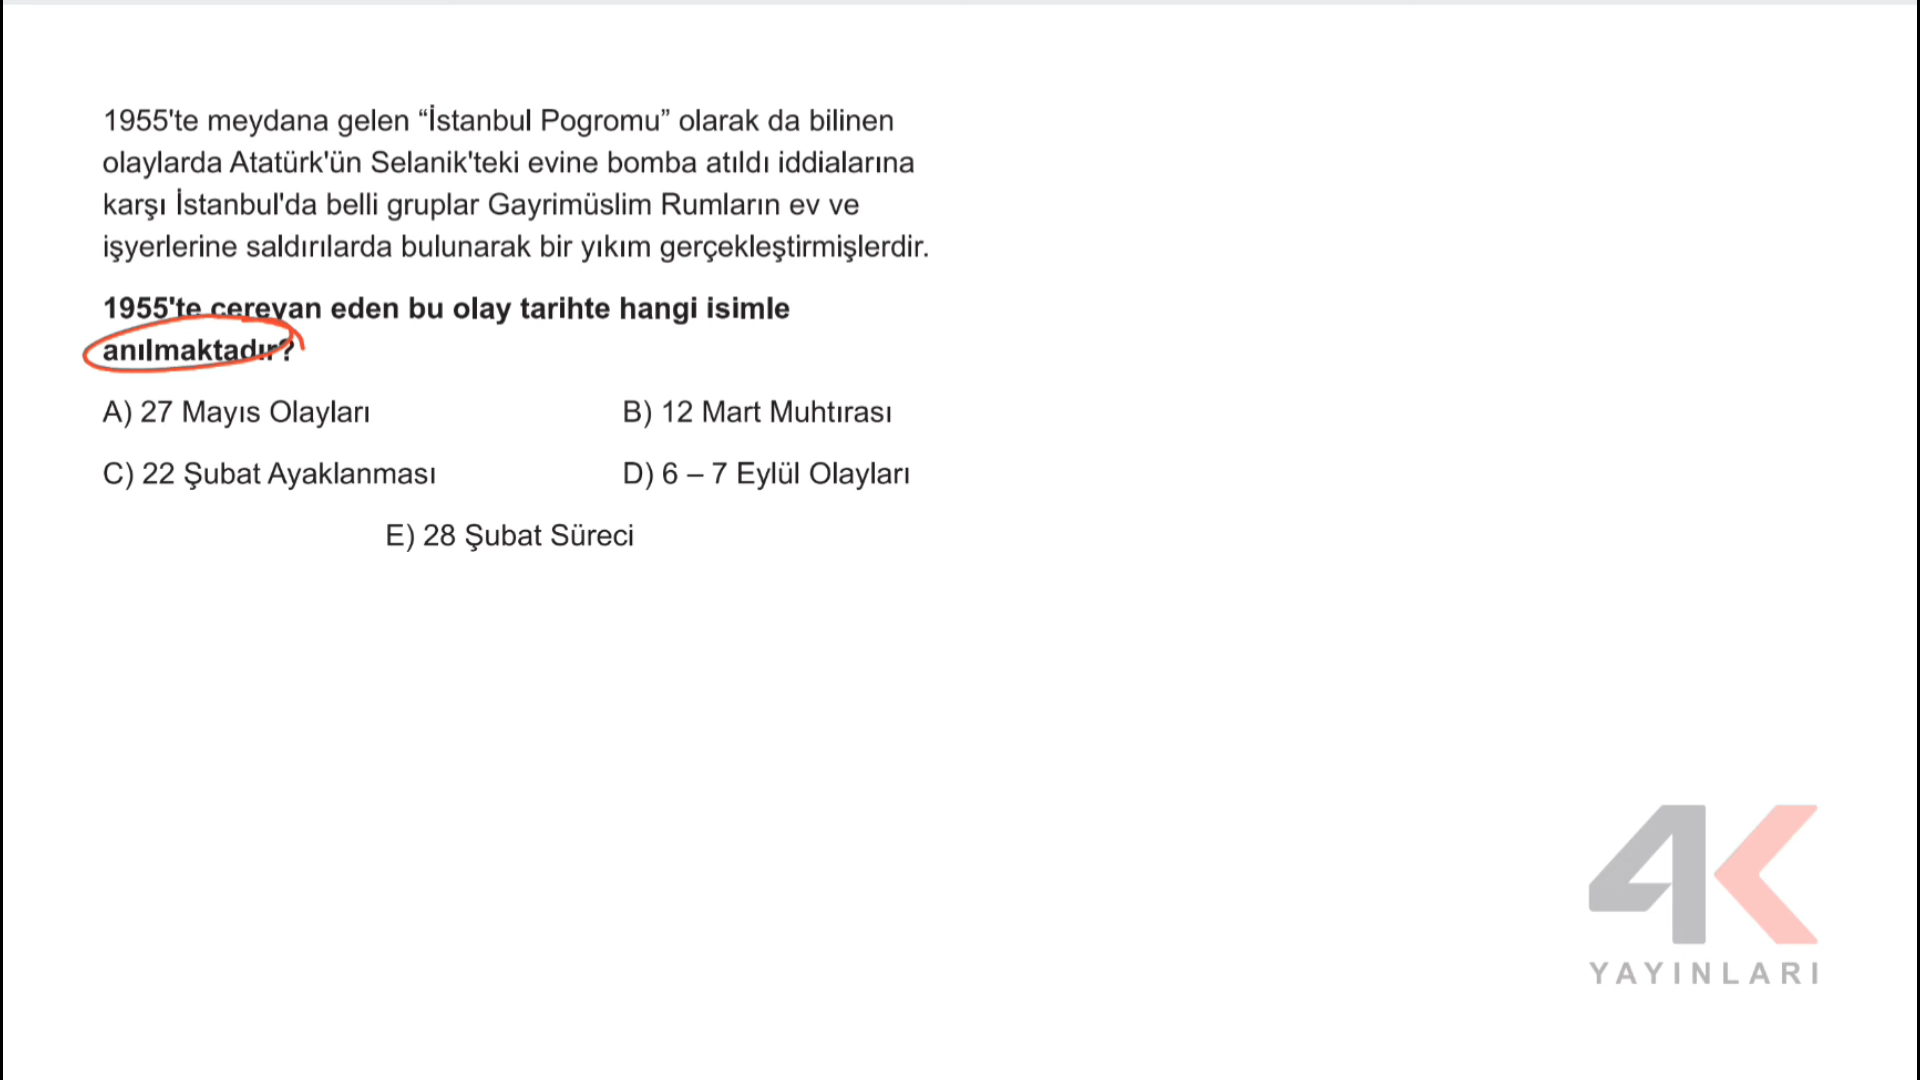 1955'te meydana gelen “İstanbul Pogromu” olarak da bilinen
olaylarda Atatürk'ün Selanik'teki evine bomba atıldı iddialarına
karşı İstanbul'da belli gruplar Gayrimüslim Rumların ev ve
işyerlerine saldırılarda bulunarak bir yıkım gerçekleştirmişlerdir.
1955'te cereyan eden bu olay tarihte hangi isimle
anılmaktadır?
A) 27 Mayıs Olayları B) 12 Mart Muhtırası
C) 22 Şubat Ayaklanması D) 6 – 7 Eylül Olayları
E) 28 Şubat Süreci
4K
YAYINLARI